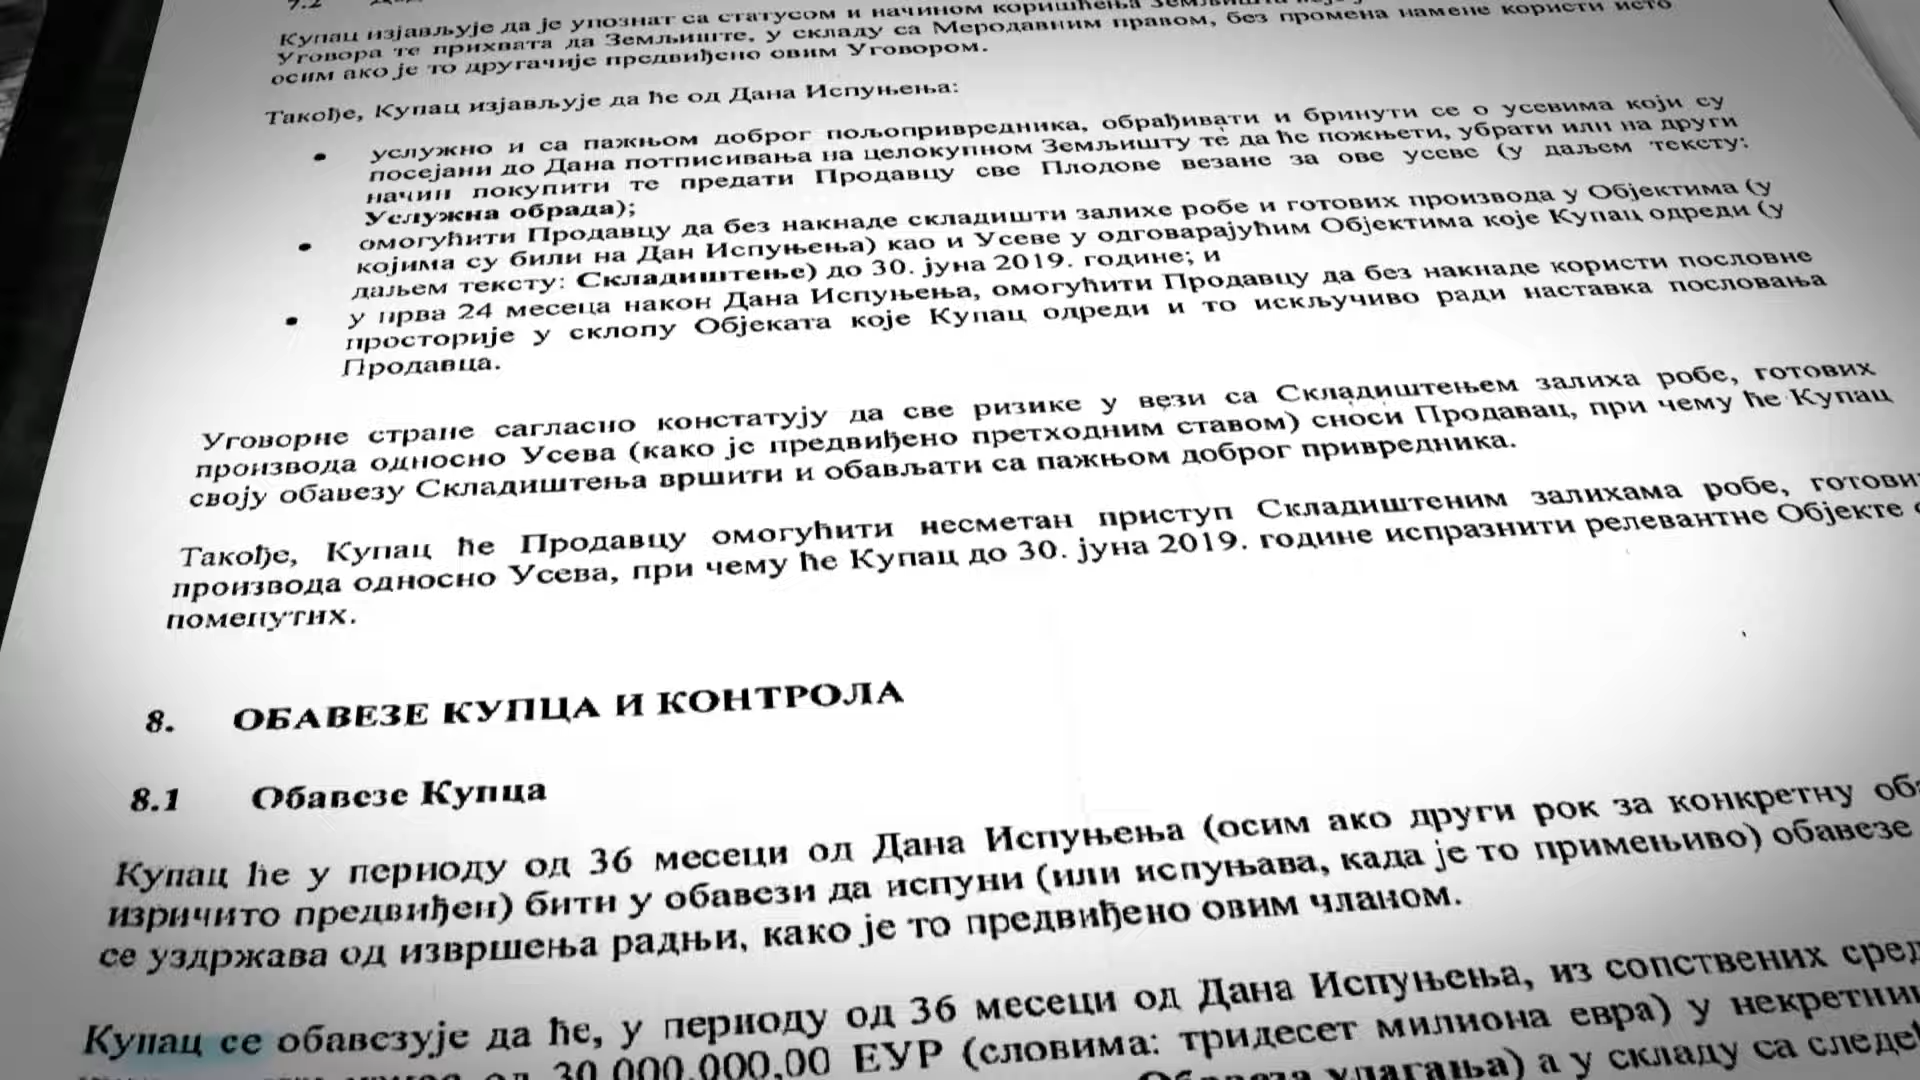 7.2
Купац изјављује да је упознат са статусом и начином коришћења Земљишта
Уговора те прихвата да Земљиште, у складу са Меродавним правом, без промена намене користи исто
осим ако је то другачије предвиђено овим Уговором.
Такође, Купац изјављује да ће од Дана Испуњења:
• услужно и са пажњом доброг пољопривредника, обрађивати и бринути се о усевима који су
посејани до Дана потписивања на целокупном Земљишту те да ће пожњети, убрати или на други
начин покупити те предати Продавцу све Плодове везане за ове усеве (у даљем тексту:
Услужна обрада);
• омогућити Продавцу да без накнаде складишти залихе робе и готових производа у Објектима (у
којима су били на Дан Испуњења) као и Усеве у одговарајућим Објектима које Купац одреди (у
даљем тексту: Складиштење) до 30. јуна 2019. године; и
• у прва 24 месеца након Дана Испуњења, омогућити Продавцу да без накнаде користи пословне
просторије у склопу Објеката које Купац одреди и то искључиво ради наставка пословања
Продавца.
Уговорне стране сагласно констатују да све ризике у вези са Складиштењем залиха робе, готових
производа односно Усева (како је предвиђено претходним ставом) сноси Продавац, при чему ће Купац
своју обавезу Складиштења вршити и обављати са пажњом доброг привредника.
Такође, Купац ће Продавцу омогућити несметан приступ Складиштеним залихама робе,
производа односно Усева, при чему ће Купац до 30. јуна 2019. године испразнити релевантне Објекте
поменутих.
8. ОБАВЕЗЕ КУПЦА И КОНТРОЛА
8.1 Обавезе Купца
Купац ће у периоду од 36 месеци од Дана Испуњења (осим ако други рок за конкретну
изричито предвиђен) бити у обавези да испуни (или испуњава, када је то примењиво) обавезе
се уздржава од извршења радњи, како је то предвиђено овим чланом.
Купац се обавезује да ће, у периоду од 36 месеци од Дана Испуњења, из сопствених
од 30.000.000,00 ЕУР (словима: тридесет милиона евра) у
Обавеза улагања) а у складу са